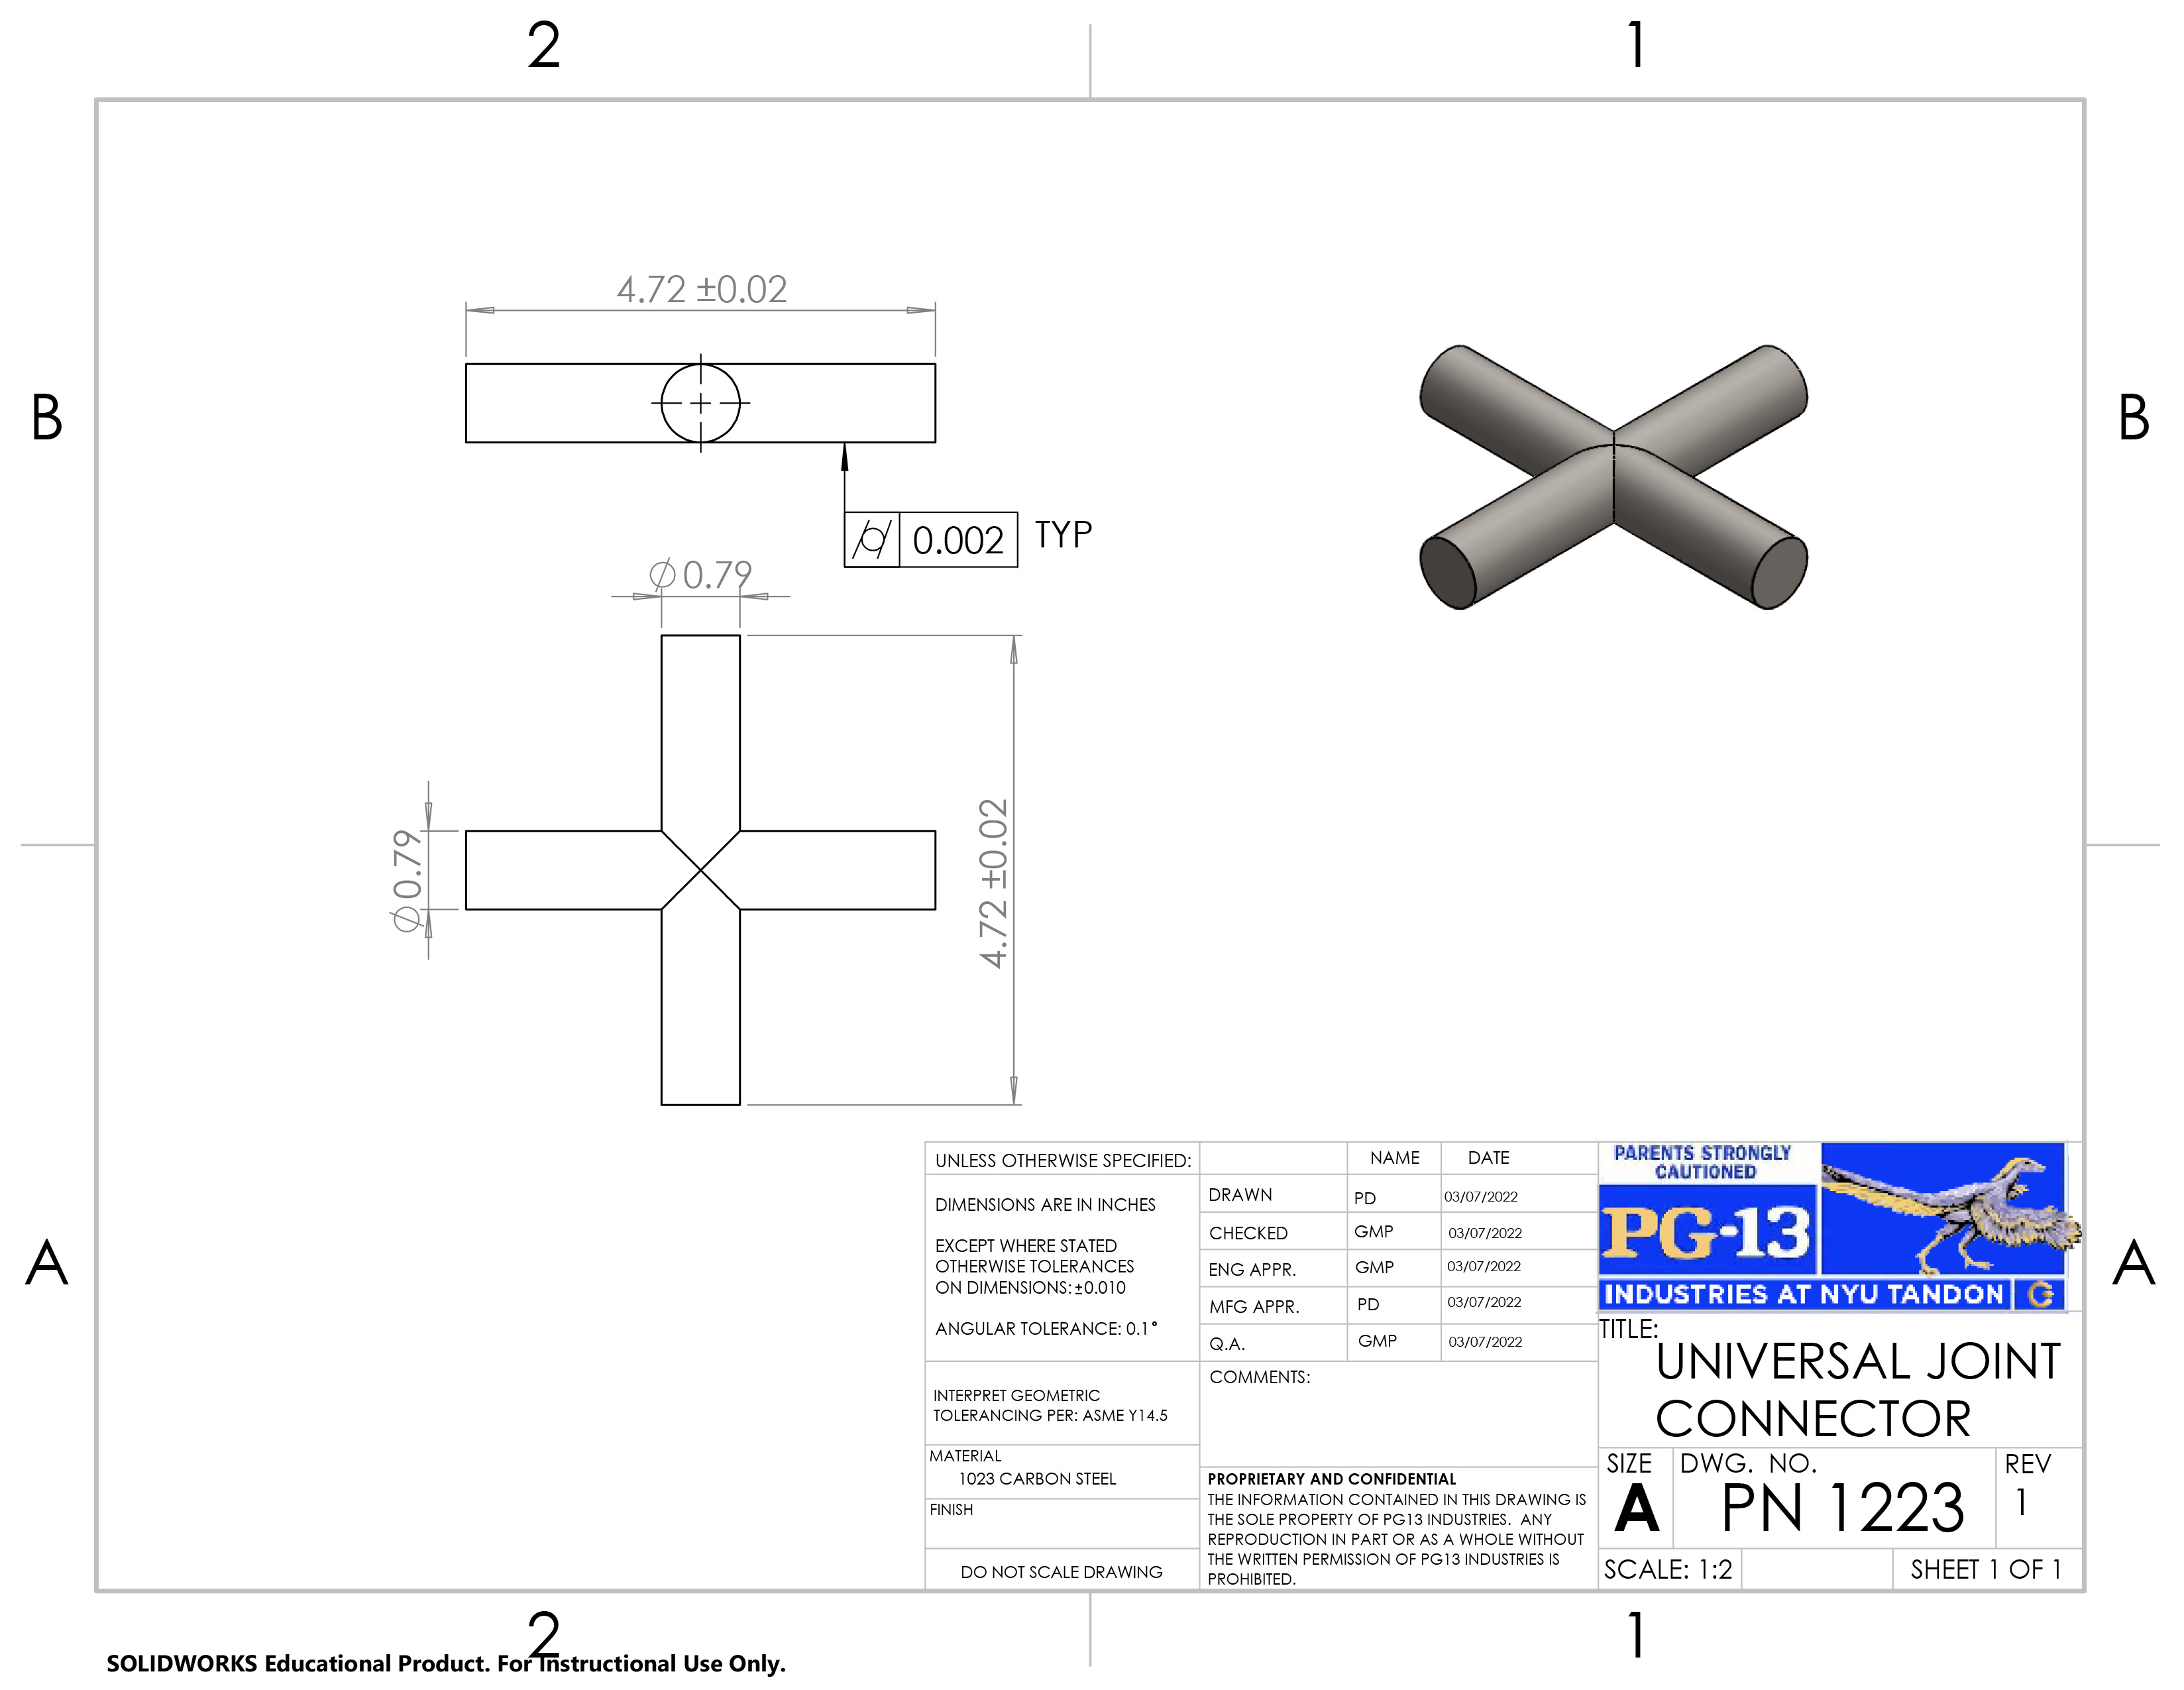 2
1
B
B
4.72 ±0.02
0.002 TYP
∅0.79
∅0.79
4.72 ±0.02
A
A
UNLESS OTHERWISE SPECIFIED:
DIMENSIONS ARE IN INCHES
EXCEPT WHERE STATED
OTHERWISE TOLERANCES
ON DIMENSIONS: ±0.010
ANGULAR TOLERANCE: 0.1°
INTERPRET GEOMETRIC
TOLERANCING PER: ASME Y14.5
MATERIAL
1023 CARBON STEEL
FINISH
DO NOT SCALE DRAWING
NAME DATE
DRAWN PD 03/07/2022
CHECKED GMP 03/07/2022
ENG APPR. GMP 03/07/2022
MFG APPR. PD 03/07/2022
Q.A. GMP 03/07/2022
COMMENTS:
PROPRIETARY AND CONFIDENTIAL
THE INFORMATION CONTAINED IN THIS DRAWING IS
THE SOLE PROPERTY OF PG13 INDUSTRIES. ANY
REPRODUCTION IN PART OR AS A WHOLE WITHOUT
THE WRITTEN PERMISSION OF PG13 INDUSTRIES IS
PROHIBITED.
PARENTS STRONGLY
CAUTIONED
PG-13
INDUSTRIES AT NYU TANDON
TITLE:
UNIVERSAL JOINT
CONNECTOR
SIZE DWG. NO. REV
A PN 1223 1
SCALE: 1:2 SHEET 1 OF 1
2
1
SOLIDWORKS Educational Product. For Instructional Use Only.